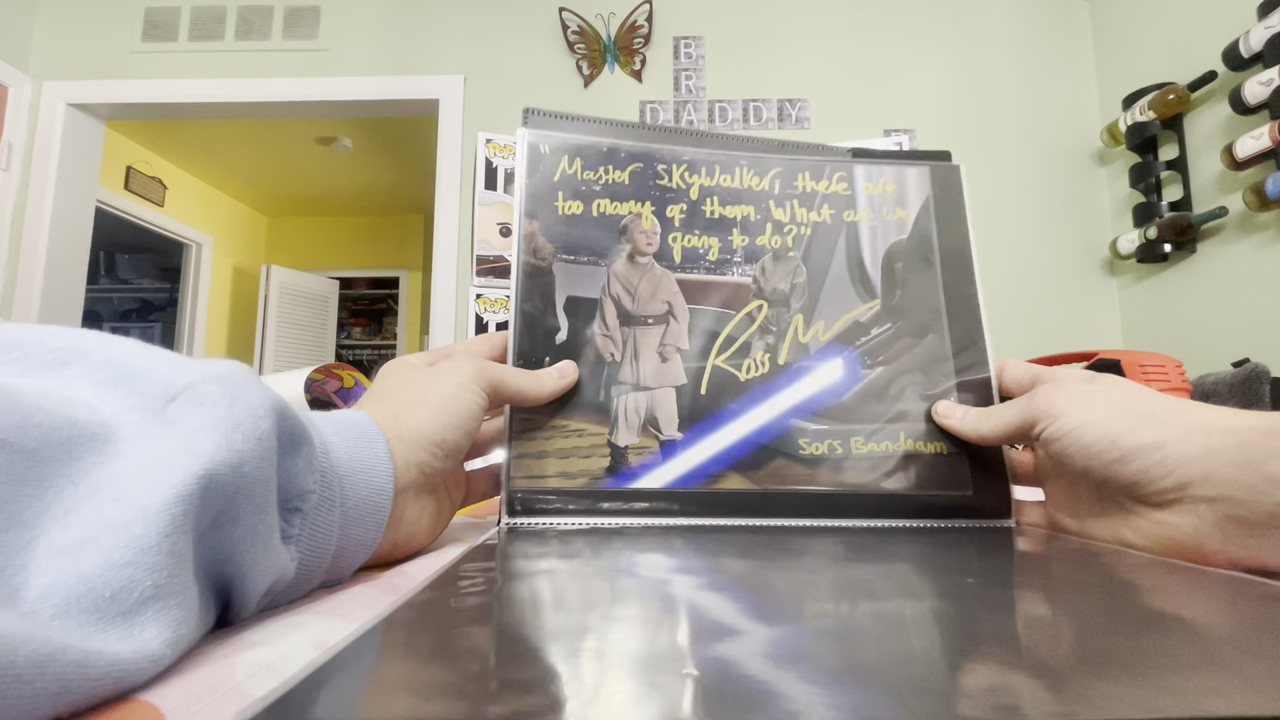 B
R
DADDY
POP!
POP!
"Master Skywalker, there are
too many of them. What are we
going to do?"
Ross
Sors Bandeam